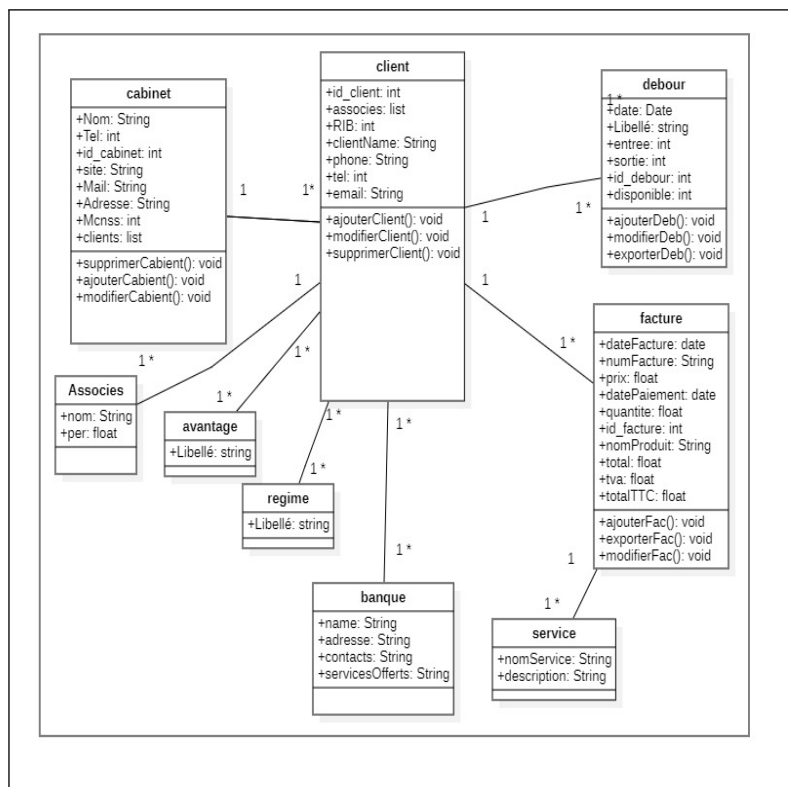 cabinet
+Nom: String
+Tel: int
+id_cabinet: int
+site: String
+Mail: String
+Adresse: String
+Mcnss: int
+clients: list
+supprimerCabient(): void
+ajouterCabient(): void
+modifierCabient(): void
1
1*
client
+id_client: int
+associes: list
+RIB: int
+clientName: String
+phone: String
+tel: int
+email: String
+ajouterClient(): void
+modifierClient(): void
+supprimerClient(): void
1
1 *
debour
1 *
+date: Date
+Libellé: string
+entree: int
+sortie: int
+id_debour: int
+disponible: int
+ajouterDeb(): void
+modifierDeb(): void
+exporterDeb(): void
1
1 *
facture
+dateFacture: date
+numFacture: String
+prix: float
+datePaiement: date
+quantite: float
+id_facture: int
+nomProduit: String
+total: float
+tva: float
+totalTTC: float
+ajouterFac(): void
+exporterFac(): void
+modifierFac(): void
1
1 *
Associes
+nom: String
+per: float
1 *
1 *
avantage
+Libellé: string
1 *
1 *
regime
+Libellé: string
1 *
1 *
banque
+name: String
+adresse: String
+contacts: String
+servicesOfferts: String
1
1 *
service
+nomService: String
+description: String